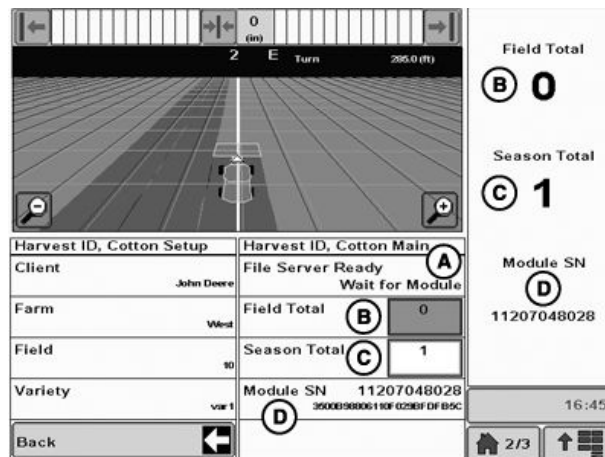 0
(in)
2 E Turn 285.0 (ft)
Harvest ID, Cotton Setup
Client
John Deere
Farm
West
Field
10
Variety
var1
Back
Harvest ID, Cotton Main
A
File Server Ready
Wait for Module
Field Total B 0
Season Total C 1
Module SN 11207048028
D 3500B98806110F029BFDFB5C
Field Total
B 0
Season Total
C 1
Module SN
D
11207048028
16:45
2/3